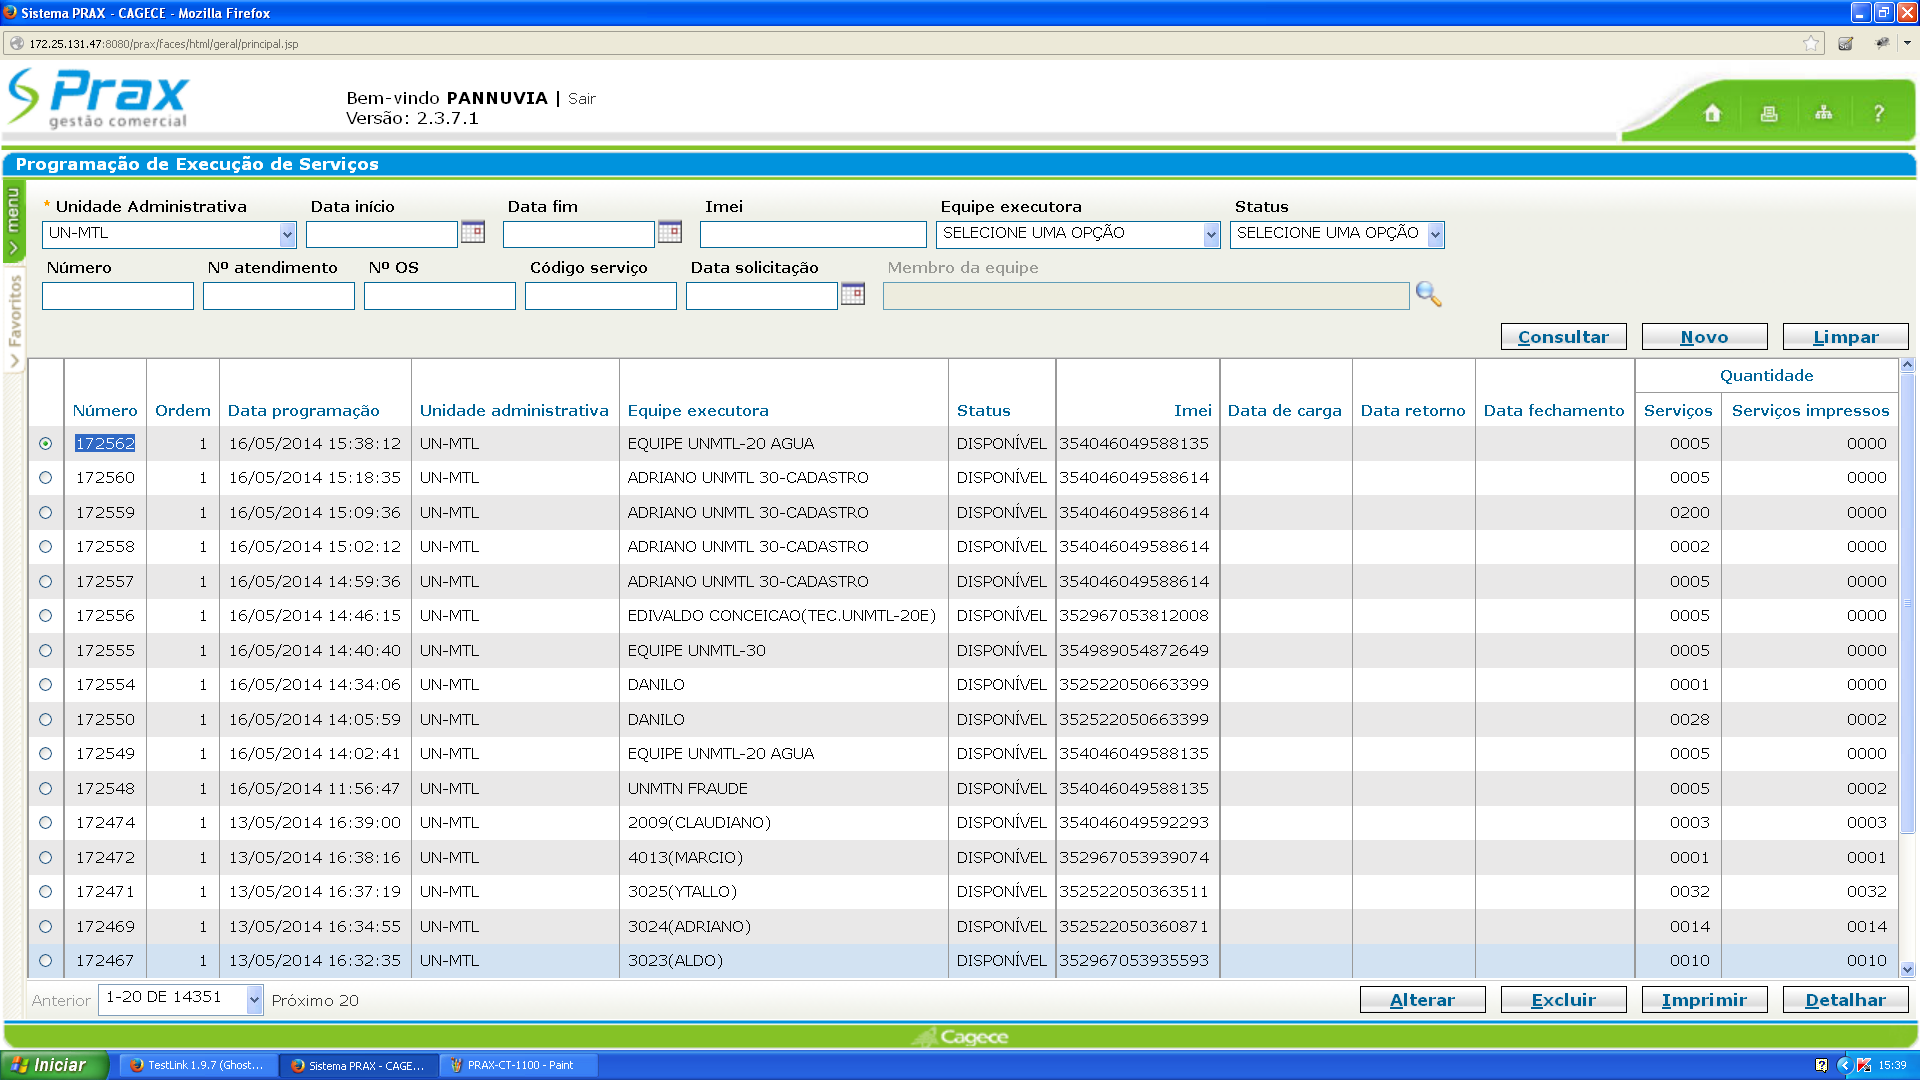 Sistema PRAX - CAGECE - Mozilla Firefox
172.25.131.47:8080/prax/faces/html/geral/principal.jsp
Prax
gestão comercial
Bem-vindo PANNUVIA | Sair
Versão: 2.3.7.1
?
Programação de Execução de Serviços
menu
Favoritos
* Unidade Administrativa Data início Data fim Imei Equipe executora Status
UN-MTL SELECIONE UMA OPÇÃO SELECIONE UMA OPÇÃO
Número Nº atendimento Nº OS Código serviço Data solicitação Membro da equipe
Consultar Novo Limpar
Quantidade
Número Ordem Data programação Unidade administrativa Equipe executora Status Imei Data de carga Data retorno Data fechamento Serviços Serviços impressos
172562 1 16/05/2014 15:38:12 UN-MTL EQUIPE UNMTL-20 AGUA DISPONÍVEL 354046049588135 0005 0000
172560 1 16/05/2014 15:18:35 UN-MTL ADRIANO UNMTL 30-CADASTRO DISPONÍVEL 354046049588614 0005 0000
172559 1 16/05/2014 15:09:36 UN-MTL ADRIANO UNMTL 30-CADASTRO DISPONÍVEL 354046049588614 0200 0000
172558 1 16/05/2014 15:02:12 UN-MTL ADRIANO UNMTL 30-CADASTRO DISPONÍVEL 354046049588614 0002 0000
172557 1 16/05/2014 14:59:36 UN-MTL ADRIANO UNMTL 30-CADASTRO DISPONÍVEL 354046049588614 0005 0000
172556 1 16/05/2014 14:46:15 UN-MTL EDIVALDO CONCEICAO(TEC.UNMTL-20E) DISPONÍVEL 352967053812008 0005 0000
172555 1 16/05/2014 14:40:40 UN-MTL EQUIPE UNMTL-30 DISPONÍVEL 354989054872649 0005 0000
172554 1 16/05/2014 14:34:06 UN-MTL DANILO DISPONÍVEL 352522050663399 0001 0000
172550 1 16/05/2014 14:05:59 UN-MTL DANILO DISPONÍVEL 352522050663399 0028 0002
172549 1 16/05/2014 14:02:41 UN-MTL EQUIPE UNMTL-20 AGUA DISPONÍVEL 354046049588135 0005 0000
172548 1 16/05/2014 11:56:47 UN-MTL UNMTN FRAUDE DISPONÍVEL 354046049588135 0005 0002
172474 1 13/05/2014 16:39:00 UN-MTL 2009(CLAUDIANO) DISPONÍVEL 354046049592293 0003 0003
172472 1 13/05/2014 16:38:16 UN-MTL 4013(MARCIO) DISPONÍVEL 352967053939074 0001 0001
172471 1 13/05/2014 16:37:19 UN-MTL 3025(YTALLO) DISPONÍVEL 352522050363511 0032 0032
172469 1 13/05/2014 16:34:55 UN-MTL 3024(ADRIANO) DISPONÍVEL 352522050360871 0014 0014
172467 1 13/05/2014 16:32:35 UN-MTL 3023(ALDO) DISPONÍVEL 352967053935593 0010 0010
Anterior 1-20 DE 14351 Próximo 20 Alterar Excluir Imprimir Detalhar
Cagece
Iniciar TestLink 1.9.7 (Ghost... Sistema PRAX - CAGE... PRAX-CT-1100 - Paint 15:39